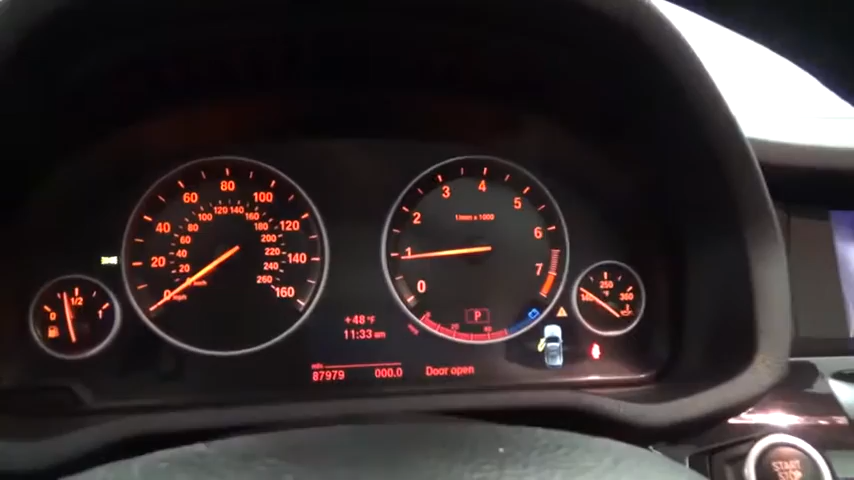 0 1/2 1
0 20 40 60 80 100 120 140 160
20 40 60 80 100 120 140 160 180 200 220 240 260
mph
km/h
0 1 2 3 4 5 6 7
1/min x 1000
P
+48 °F
11:33 am
mls
87979 000.0
Door open
250
°F
300
START
STOP